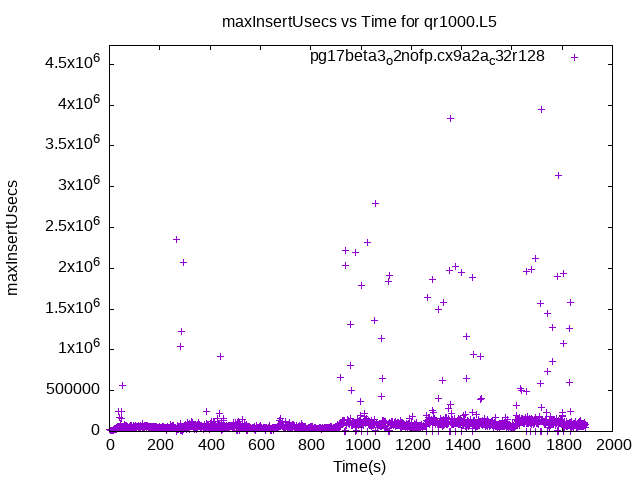 maxInsertUsecs vs Time for qr1000.L5
pg17beta3_o2nofp.cx9a2a_c32r128
4.5x10^6
4x10^6
3.5x10^6
3x10^6
2.5x10^6
2x10^6
1.5x10^6
1x10^6
500000
0
maxInsertUsecs
0 200 400 600 800 1000 1200 1400 1600 1800 2000
Time(s)